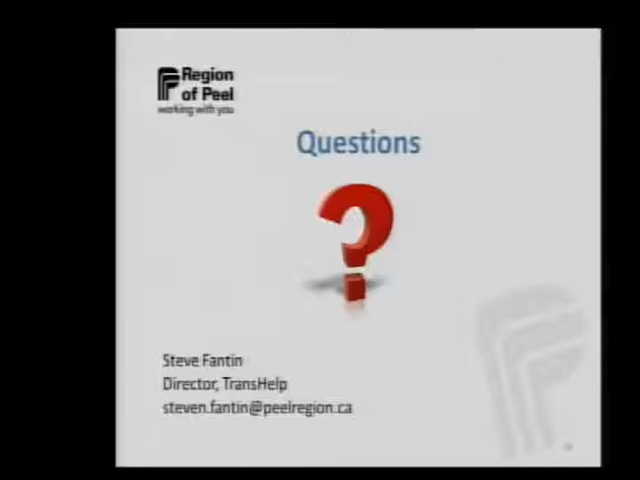 Region
of Peel
working with you
Questions
?
Steve Fantin
Director, TransHelp
steven.fantin@peelregion.ca